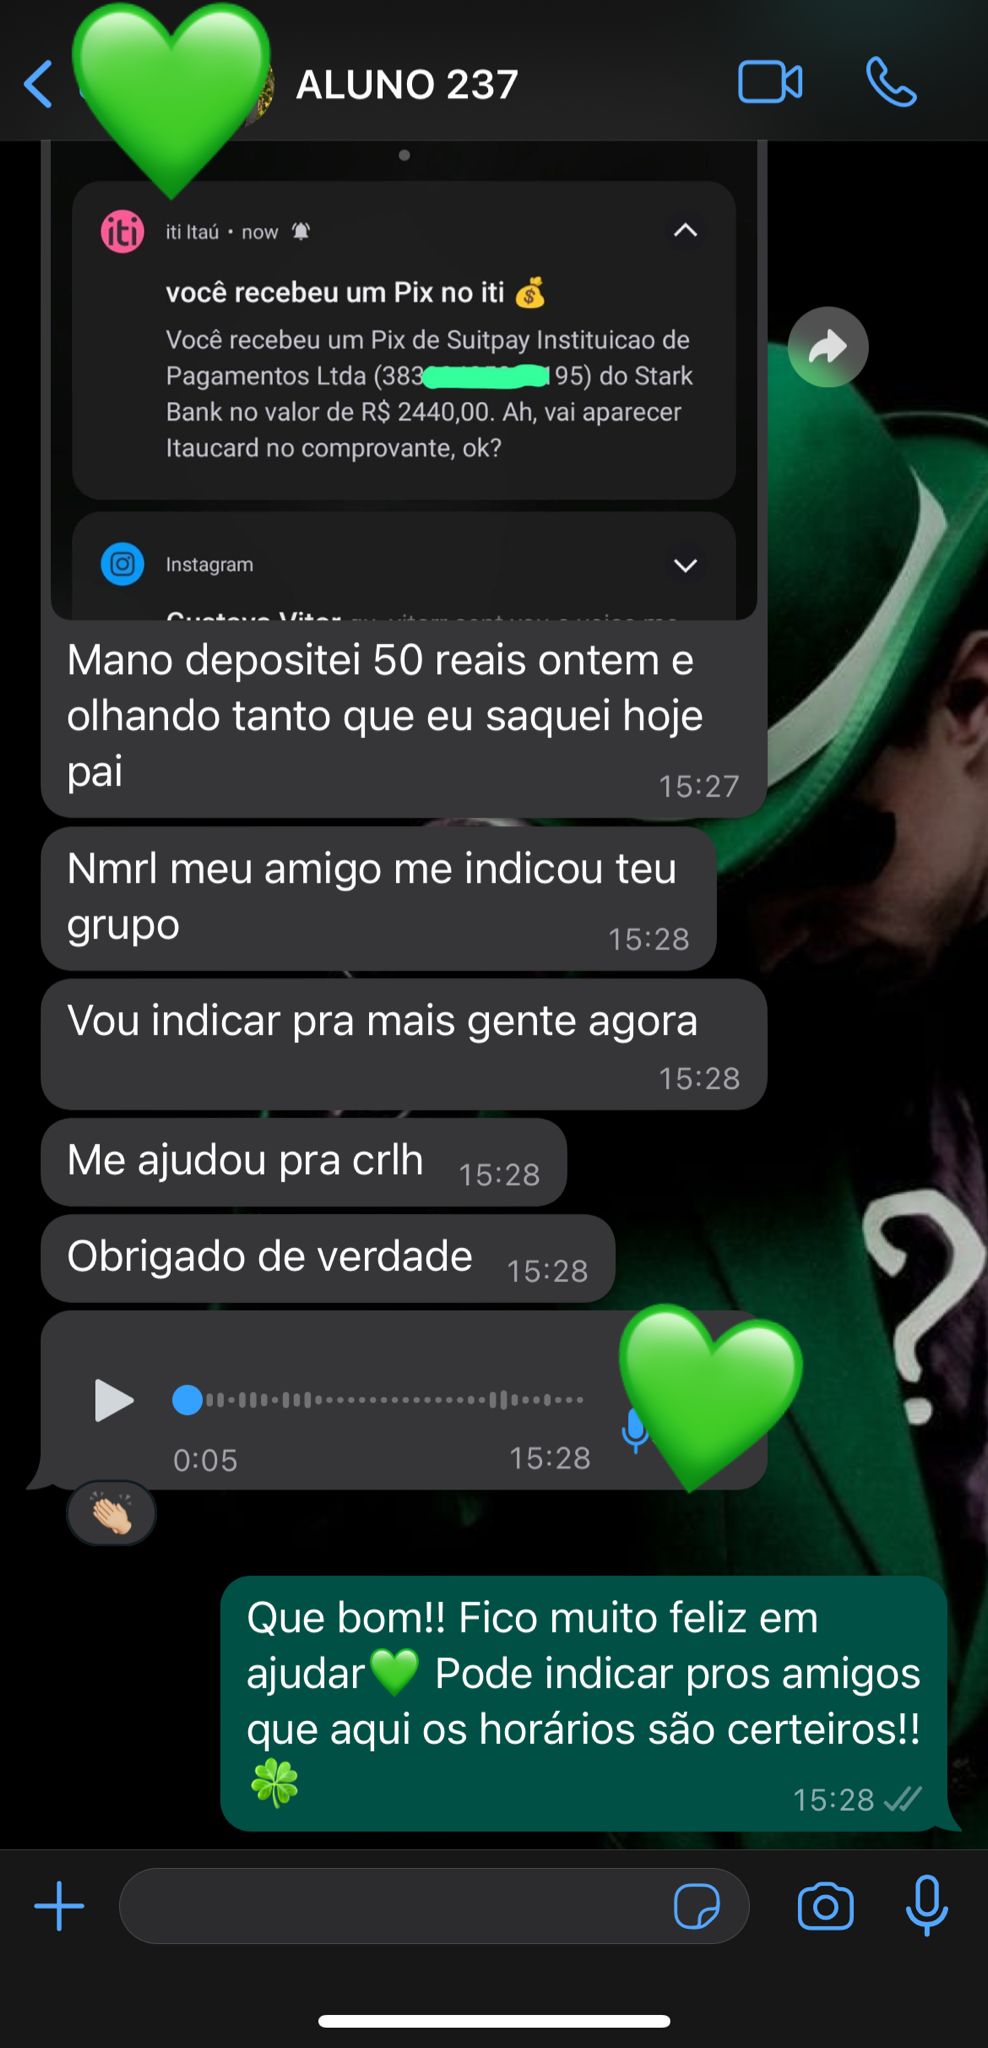 ALUNO 237
iti Itaú • now
você recebeu um Pix no iti 💰
Você recebeu um Pix de Suitpay Instituicao de
Pagamentos Ltda (383 195) do Stark
Bank no valor de R$ 2440,00. Ah, vai aparecer
Itaucard no comprovante, ok?
Instagram
Gustavo Vitor
Mano depositei 50 reais ontem e
olhando tanto que eu saquei hoje
pai
15:27
Nmrl meu amigo me indicou teu
grupo
15:28
Vou indicar pra mais gente agora
15:28
Me ajudou pra crlh 15:28
Obrigado de verdade 15:28
0:05 15:28
Que bom!! Fico muito feliz em
ajudar💚 Pode indicar pros amigos
que aqui os horários são certeiros!!
🍀
15:28
?